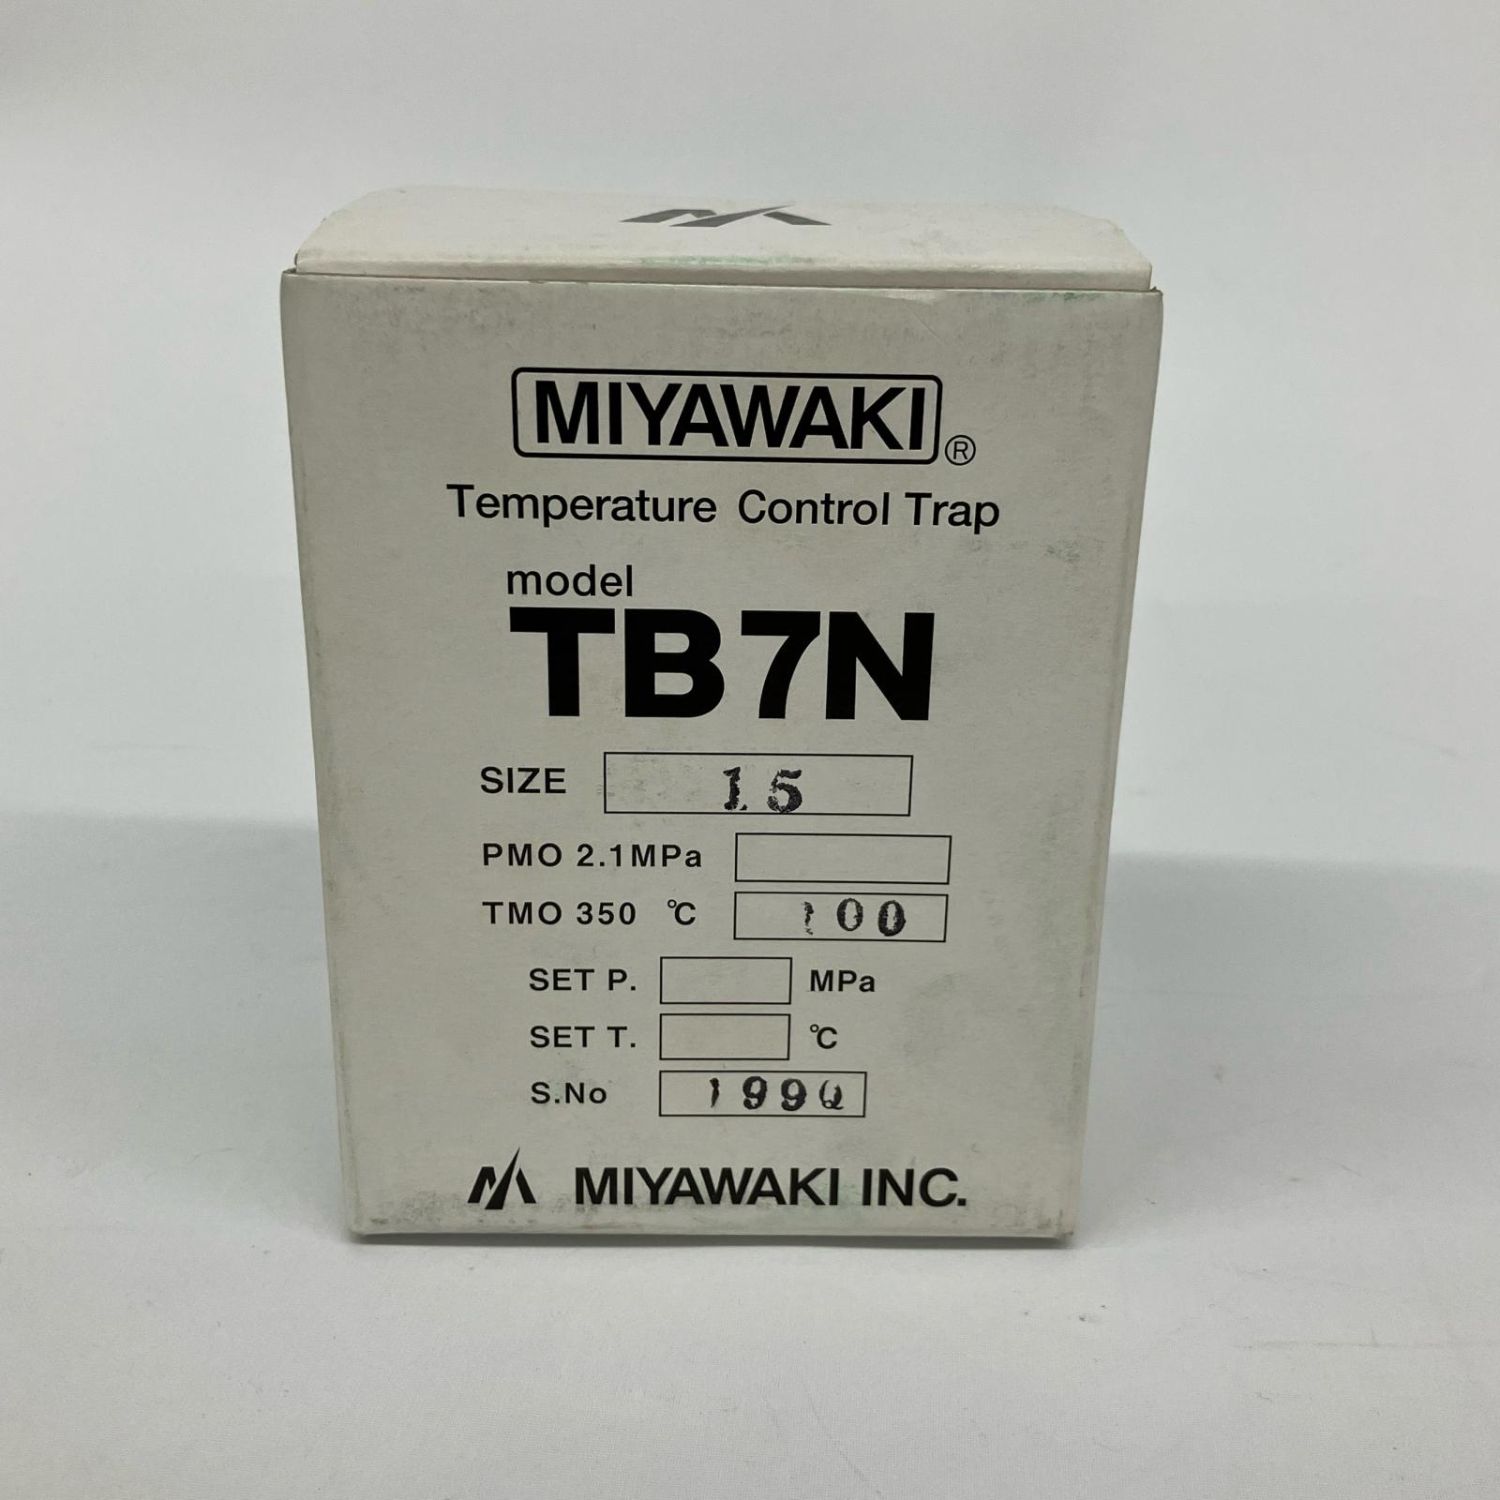 MIYAWAKI®
Temperature Control Trap
model
TB7N
SIZE 15
PMO 2.1MPa
TMO 350 ℃ 100
SET P. MPa
SET T. ℃
S.No 1990
MIYAWAKI INC.